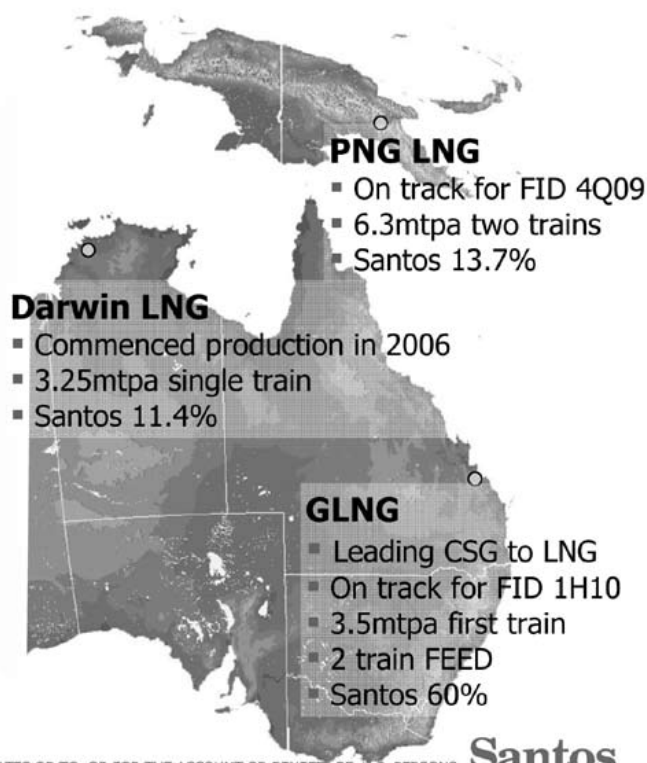 PNG LNG
▪ On track for FID 4Q09
▪ 6.3mtpa two trains
▪ Santos 13.7%
Darwin LNG
▪ Commenced production in 2006
▪ 3.25mtpa single train
▪ Santos 11.4%
GLNG
▪ Leading CSG to LNG
▪ On track for FID 1H10
▪ 3.5mtpa first train
▪ 2 train FEED
▪ Santos 60%
Santos